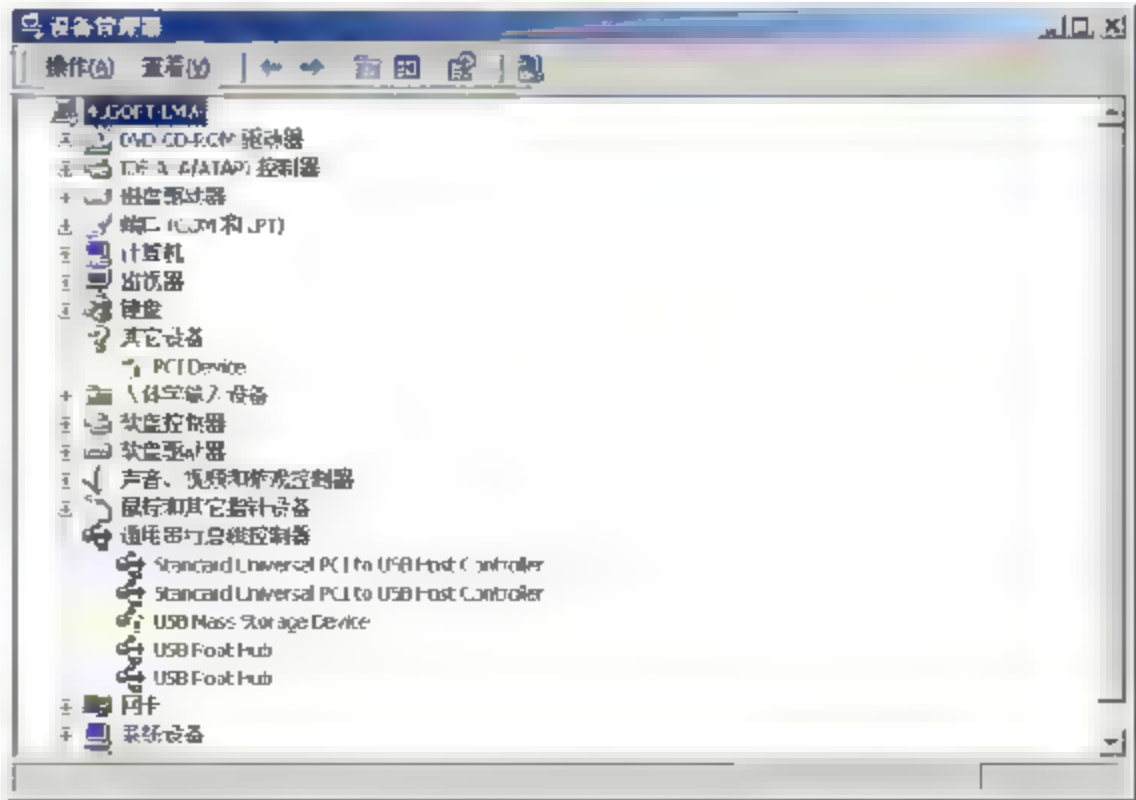 设备管理器
操作(A) 查看(V)
DVD/CD-ROM 驱动器
IDE ATA/ATAPI 控制器
磁盘驱动器
端口 (COM 和 LPT)
计算机
监视器
键盘
其它设备
PCI Device
人体学输入设备
软盘控制器
软盘驱动器
声音、视频和游戏控制器
鼠标和其它指针设备
通用串行总线控制器
Standard Universal PCI to USB Host Controller
Standard Universal PCI to USB Host Controller
USB Mass Storage Device
USB Root Hub
USB Root Hub
网卡
系统设备